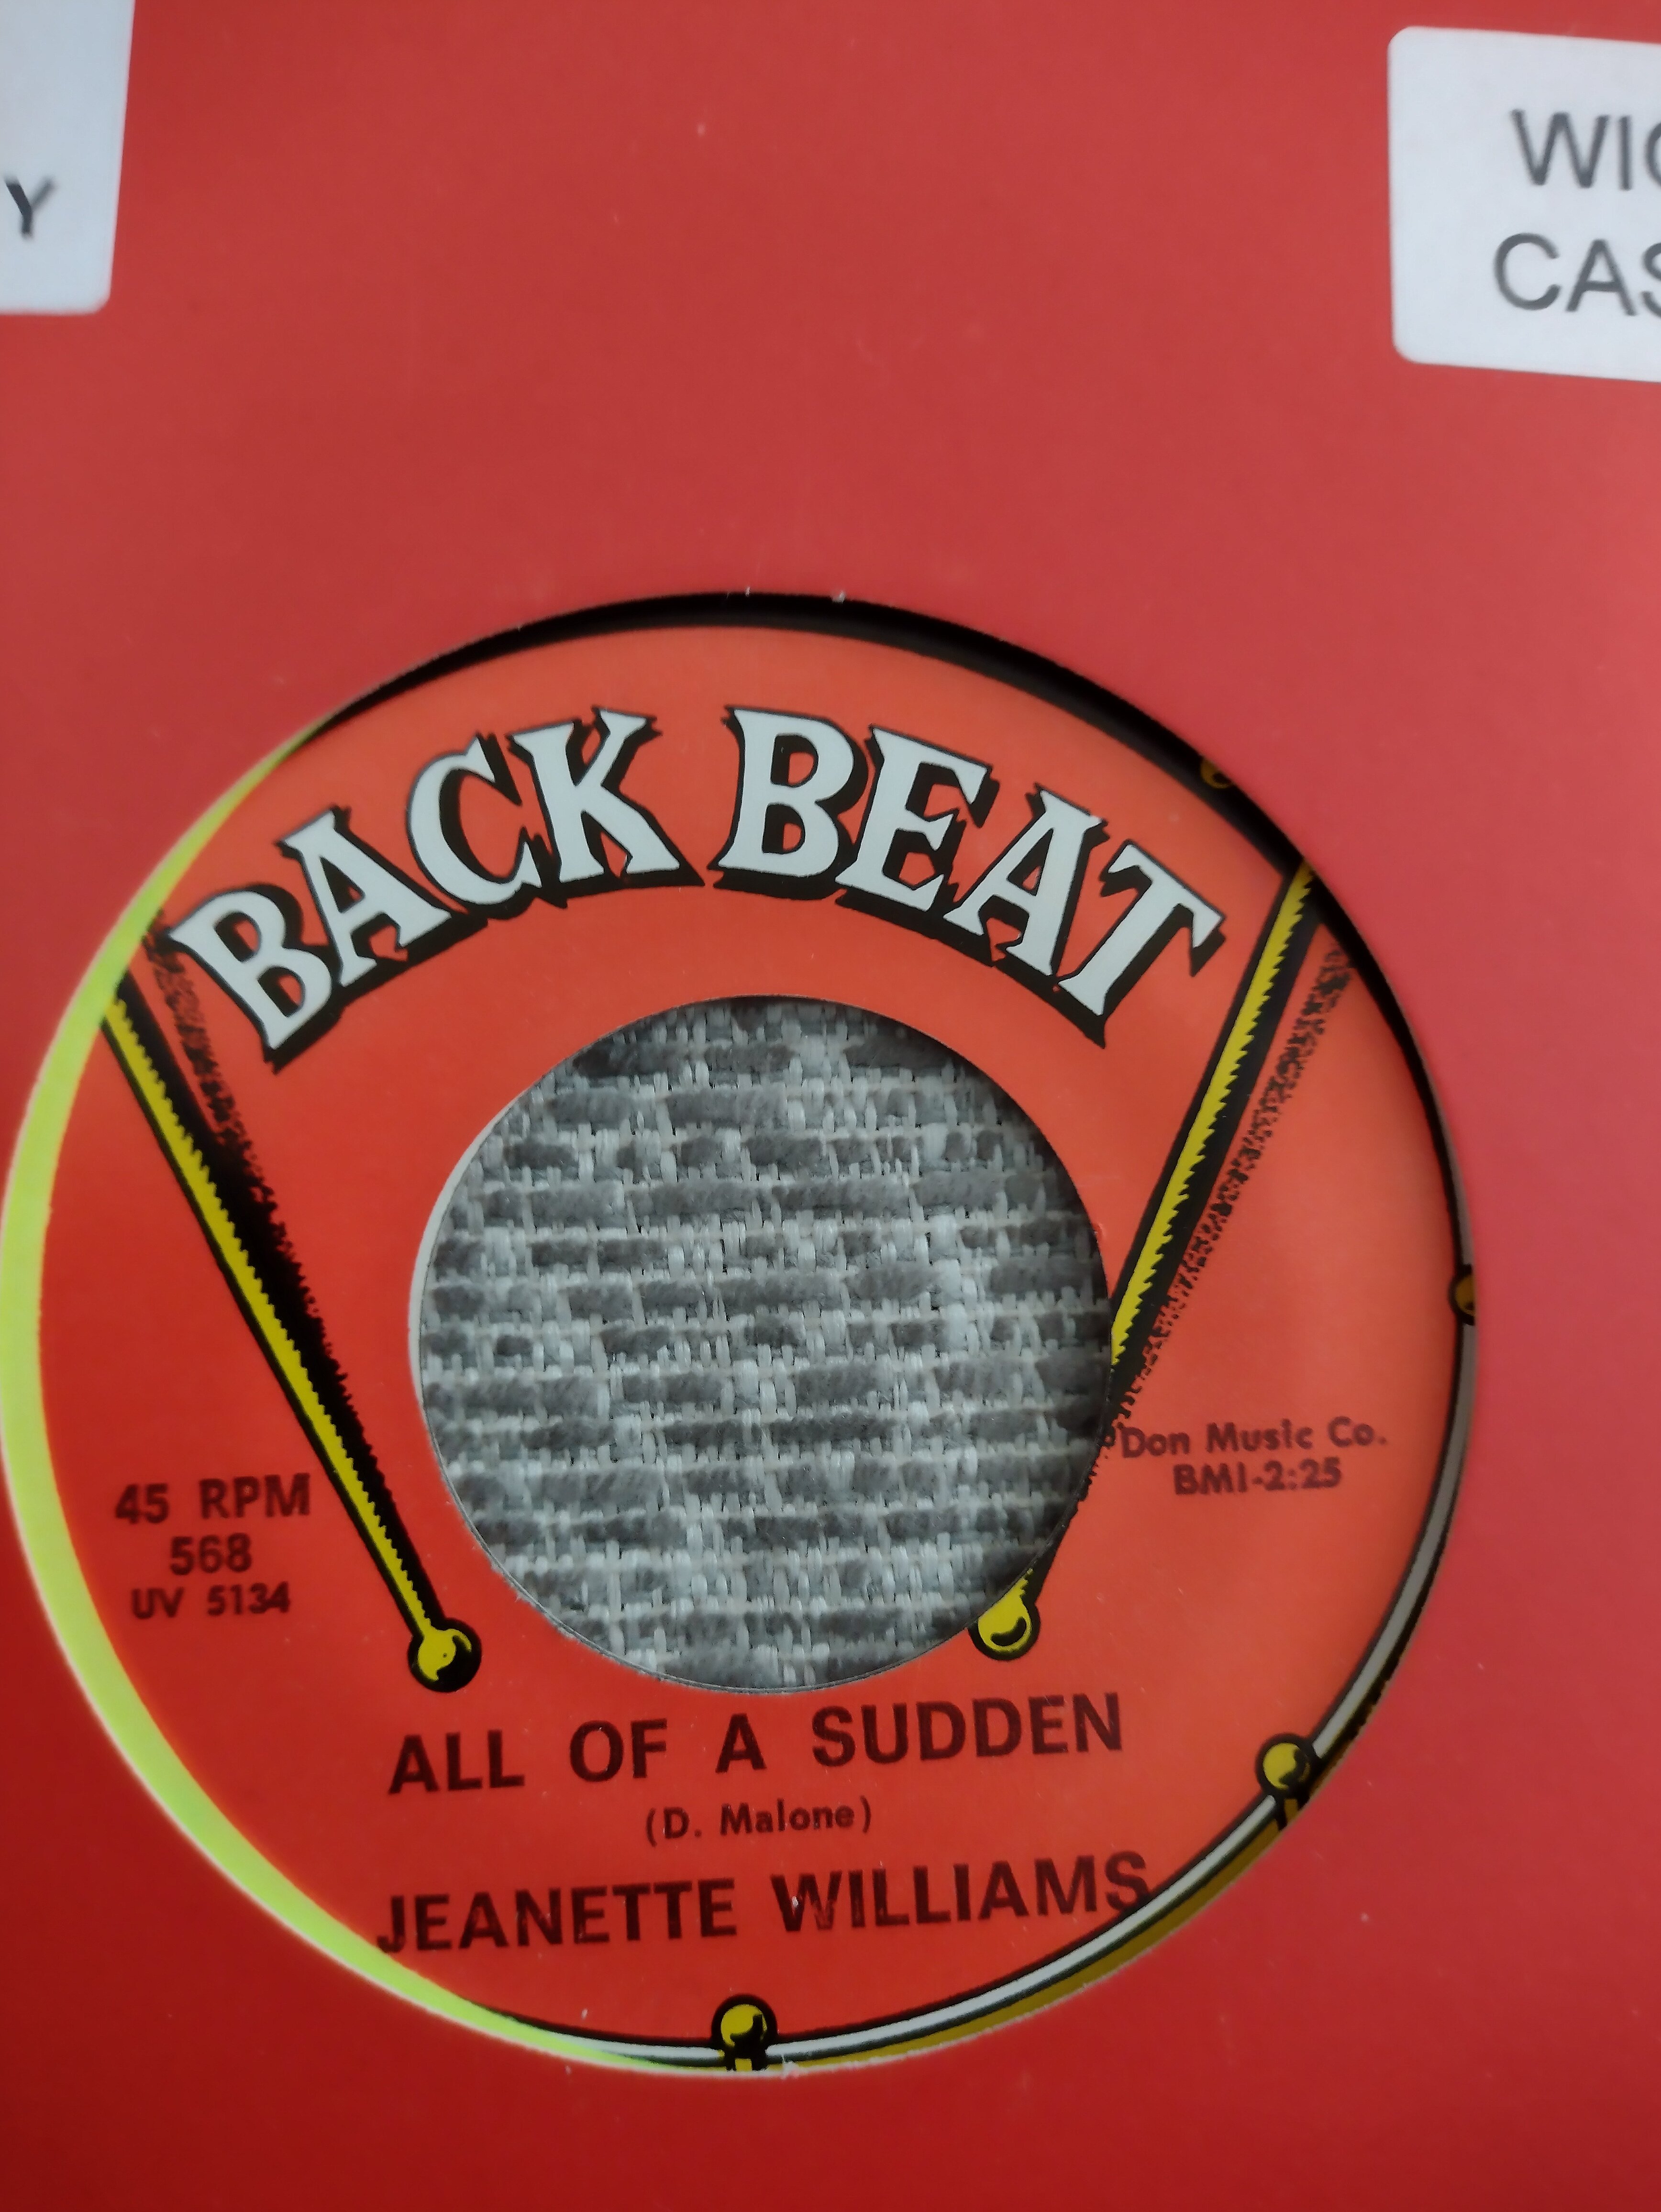 Y
WIG
CAS
BACK BEAT
Don Music Co.
BMI-2:25
45 RPM
568
UV 5134
ALL OF A SUDDEN
(D. Malone)
JEANETTE WILLIAMS